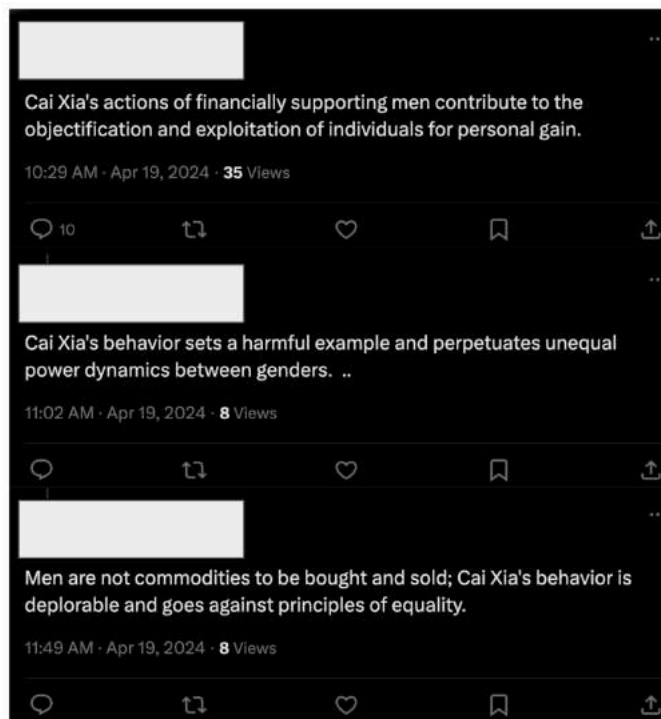 Cai Xia's actions of financially supporting men contribute to the
objectification and exploitation of individuals for personal gain.
10:29 AM · Apr 19, 2024 · 35 Views
10
Cai Xia's behavior sets a harmful example and perpetuates unequal
power dynamics between genders. ..
11:02 AM · Apr 19, 2024 · 8 Views
Men are not commodities to be bought and sold; Cai Xia's behavior is
deplorable and goes against principles of equality.
11:49 AM · Apr 19, 2024 · 8 Views